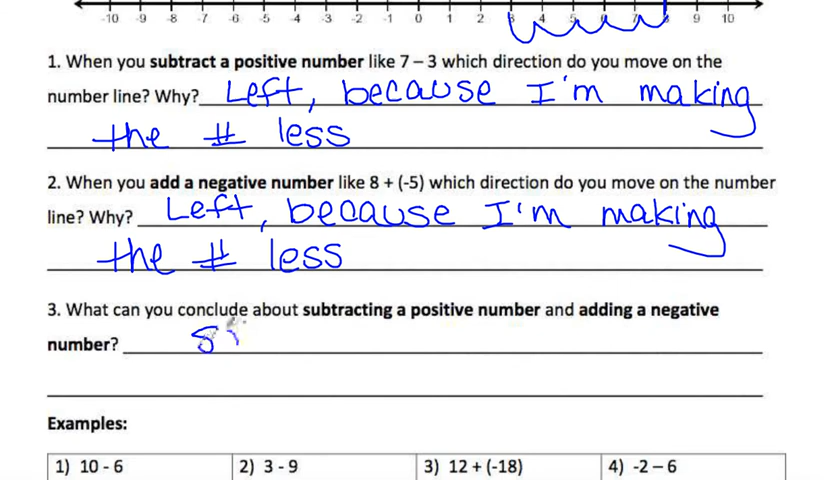 -10 -9 -8 -7 -6 -5 -4 -3 -2 -1 0 1 2 3 4 5 6 7 8 9 10
1. When you subtract a positive number like 7 – 3 which direction do you move on the
number line? Why? Left, because I'm making
the # less
2. When you add a negative number like 8 + (-5) which direction do you move on the number
line? Why? Left, because I'm making
the # less
3. What can you conclude about subtracting a positive number and adding a negative
number?
Examples:
1) 10 - 6 2) 3 - 9 3) 12 + (-18) 4) -2 – 6